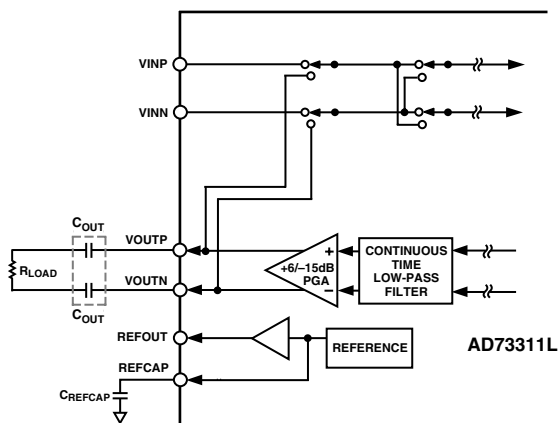 VINP
VINN
VOUTP
COUT
RLOAD
VOUTN
COUT
+
+6/–15dB
PGA
–
CONTINUOUS
TIME
LOW-PASS
FILTER
REFOUT
REFERENCE
AD73311L
REFCAP
CREFCAP